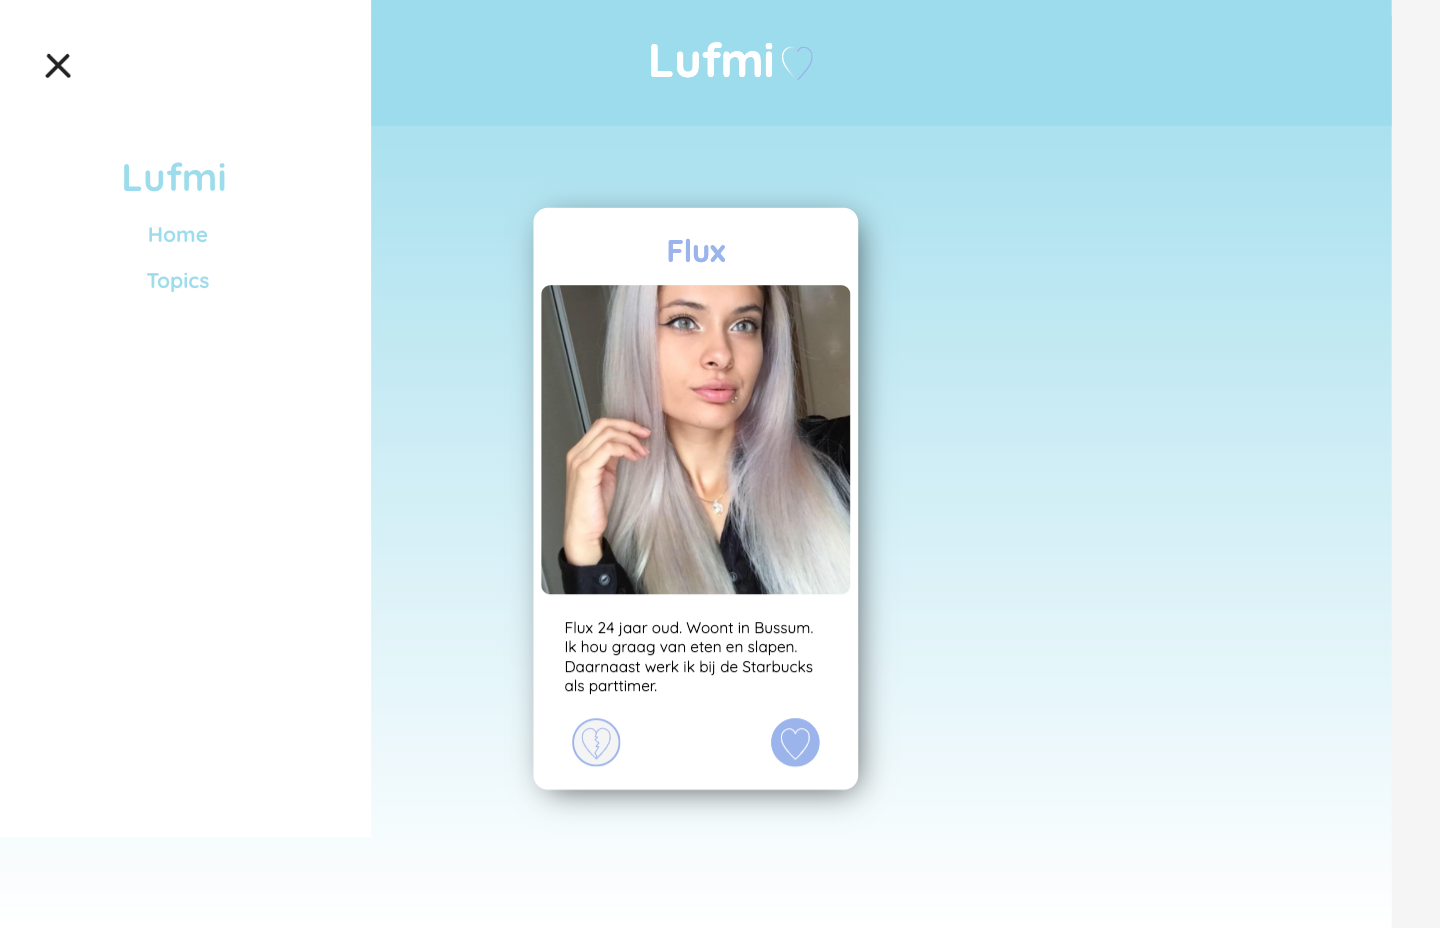 Lufmi
Lufmi
Home
Topics
Flux
Flux 24 jaar oud. Woont in Bussum.
Ik hou graag van eten en slapen.
Daarnaast werk ik bij de Starbucks
als parttimer.